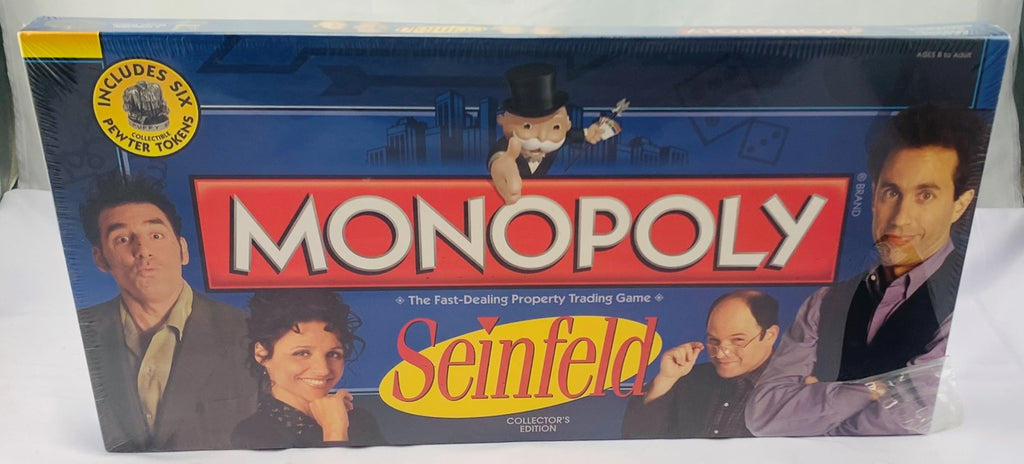 AGES 8 to Adult
INCLUDES SIX
COLLECTIBLE
PEWTER TOKENS
MONOPOLY
® BRAND
The Fast-Dealing Property Trading Game
Seinfeld
COLLECTOR'S
EDITION